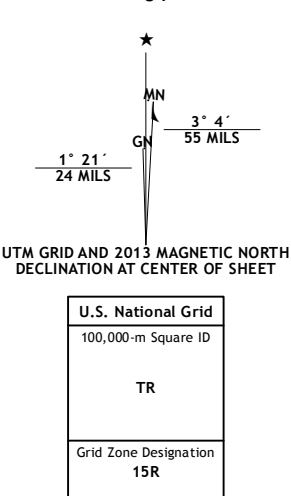 ★
MN
3° 4´
55 MILS
GN
1° 21´
24 MILS
UTM GRID AND 2013 MAGNETIC NORTH
DECLINATION AT CENTER OF SHEET
U.S. National Grid
100,000-m Square ID
TR
Grid Zone Designation
15R